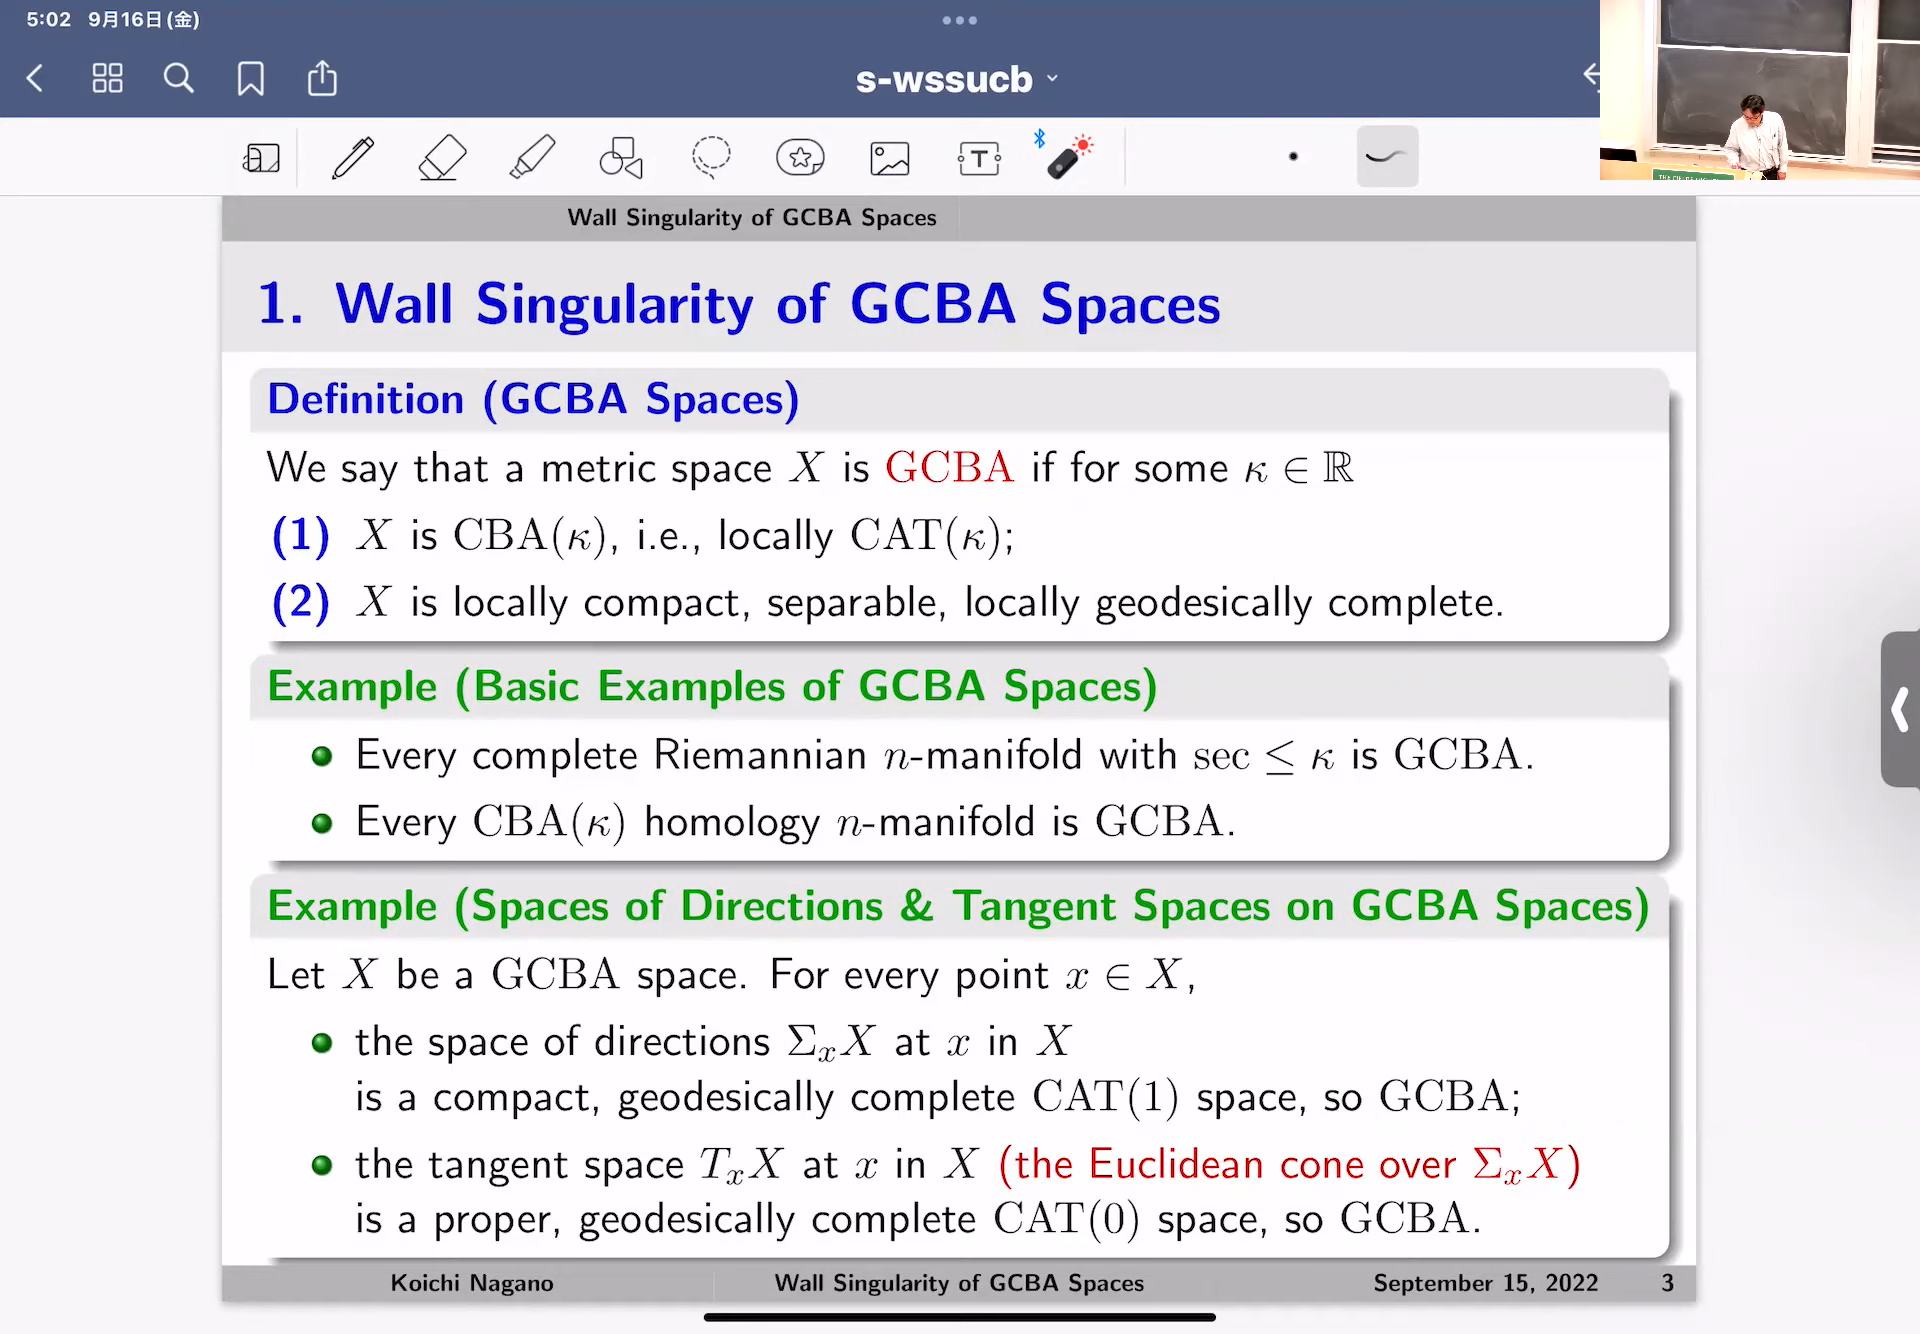 5:02 9月16日(金)
s-wssucb
a
T
Wall Singularity of GCBA Spaces
1. Wall Singularity of GCBA Spaces
Definition (GCBA Spaces)
We say that a metric space X is GCBA if for some κ ∈ ℝ
(1) X is CBA(κ), i.e., locally CAT(κ);
(2) X is locally compact, separable, locally geodesically complete.
Example (Basic Examples of GCBA Spaces)
Every complete Riemannian n-manifold with sec ≤ κ is GCBA.
Every CBA(κ) homology n-manifold is GCBA.
Example (Spaces of Directions & Tangent Spaces on GCBA Spaces)
Let X be a GCBA space. For every point x ∈ X,
the space of directions ΣₓX at x in X
is a compact, geodesically complete CAT(1) space, so GCBA;
the tangent space TₓX at x in X (the Euclidean cone over ΣₓX)
is a proper, geodesically complete CAT(0) space, so GCBA.
Koichi Nagano Wall Singularity of GCBA Spaces September 15, 2022 3